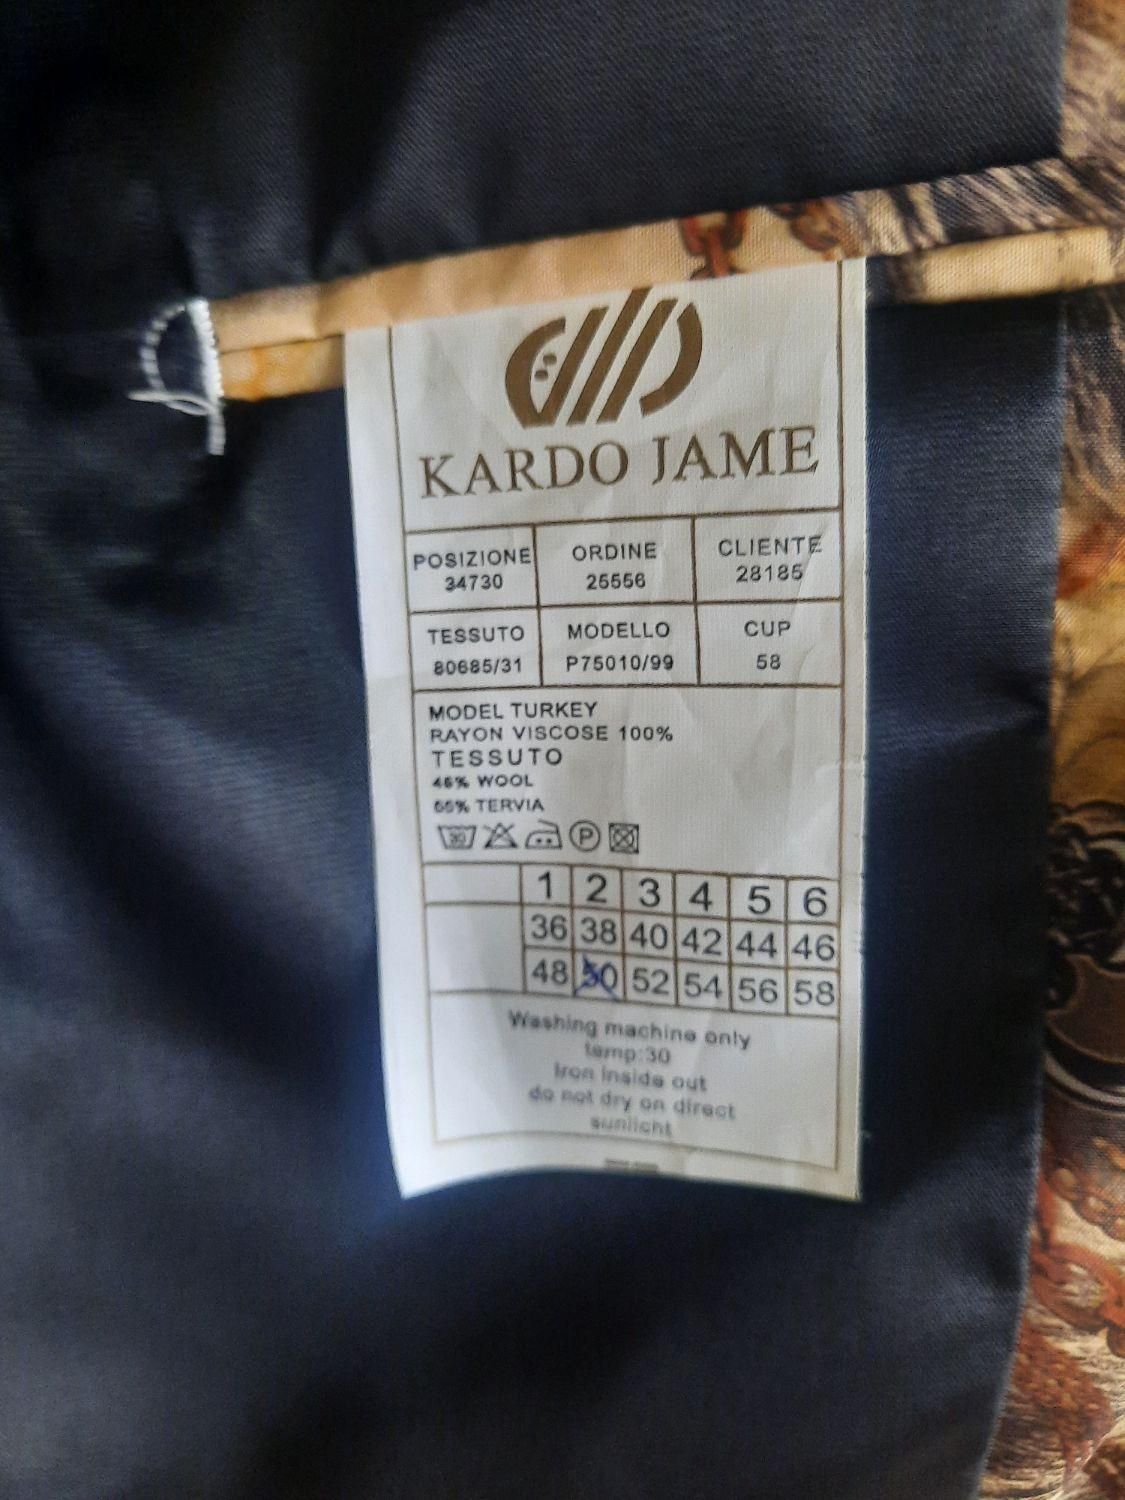 KARDO JAME
POSIZIONE ORDINE CLIENTE
34730 25556 28185
TESSUTO MODELLO CUP
80685/31 P75010/99 58
MODEL TURKEY
RAYON VISCOSE 100%
TESSUTO
46% WOOL
TERVIA
30 P
1 2 3 4 5 6
36 38 40 42 44 46
48 50 52 54 56 58
Washing machine only
temp:30
Iron inside out
do not dry on direct
sunlicht